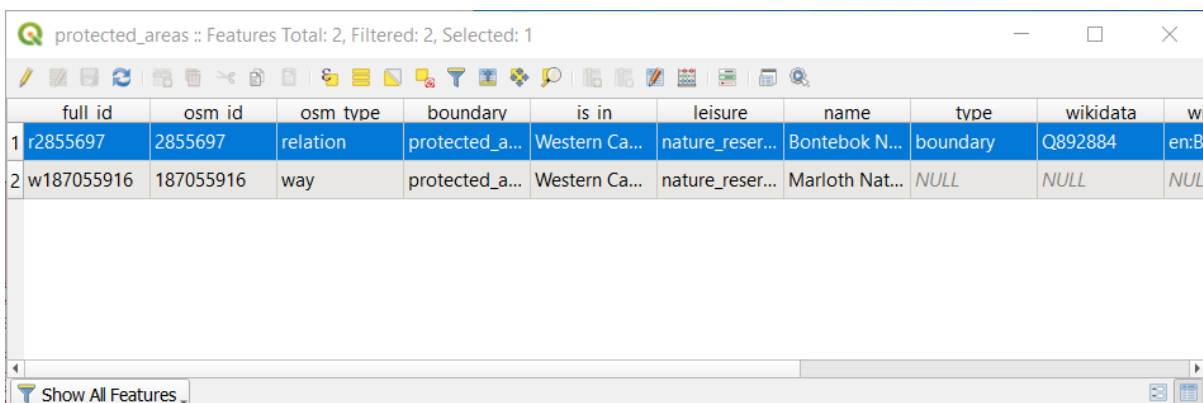 protected_areas :: Features Total: 2, Filtered: 2, Selected: 1
full_id osm_id osm_type boundary is_in leisure name type wikidata wi
1 r2855697 2855697 relation protected_a... Western Ca... nature_reser... Bontebok N... boundary Q892884 en:B
2 w187055916 187055916 way protected_a... Western Ca... nature_reser... Marloth Nat... NULL NULL NUL
Show All Features